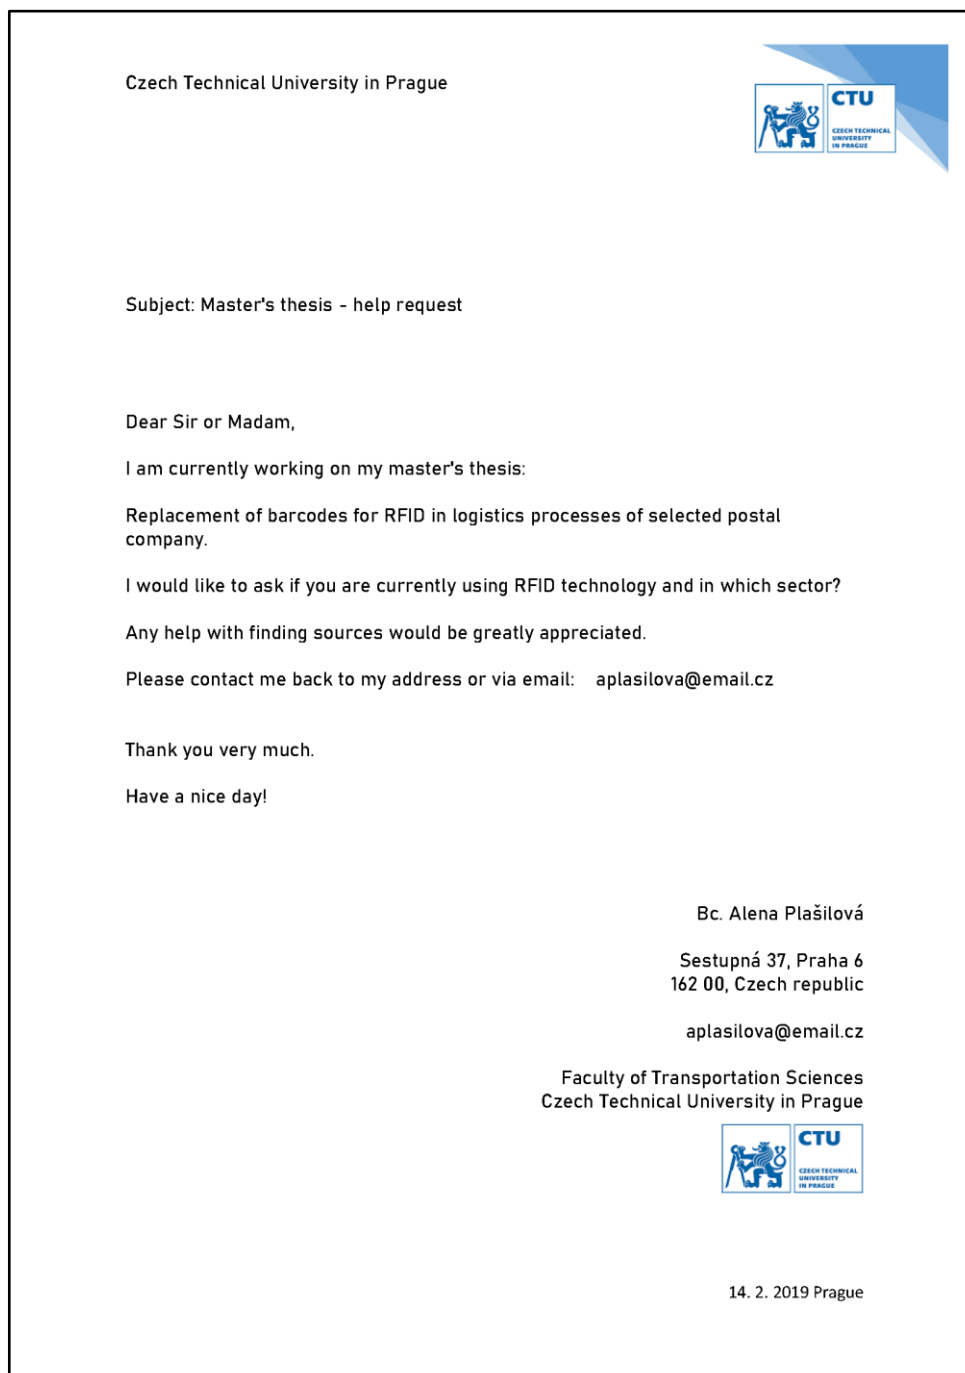 Czech Technical University in Prague
CTU
CZECH TECHNICAL
UNIVERSITY
IN PRAGUE
Subject: Master's thesis - help request
Dear Sir or Madam,
I am currently working on my master's thesis:
Replacement of barcodes for RFID in logistics processes of selected postal
company.
I would like to ask if you are currently using RFID technology and in which sector?
Any help with finding sources would be greatly appreciated.
Please contact me back to my address or via email: aplasilova@email.cz
Thank you very much.
Have a nice day!
Bc. Alena Plašilová
Sestupná 37, Praha 6
162 00, Czech republic
aplasilova@email.cz
Faculty of Transportation Sciences
Czech Technical University in Prague
CTU
CZECH TECHNICAL
UNIVERSITY
IN PRAGUE
14. 2. 2019 Prague